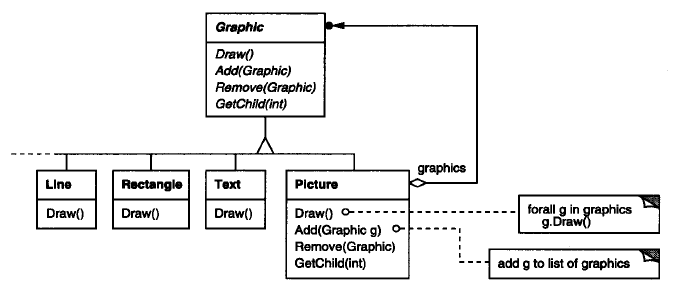 Graphic
Draw()
Add(Graphic)
Remove(Graphic)
GetChild(int)
graphics
Line
Draw()
Rectangle
Draw()
Text
Draw()
Picture
Draw()
Add(Graphic g)
Remove(Graphic)
GetChild(int)
forall g in graphics
g.Draw()
add g to list of graphics